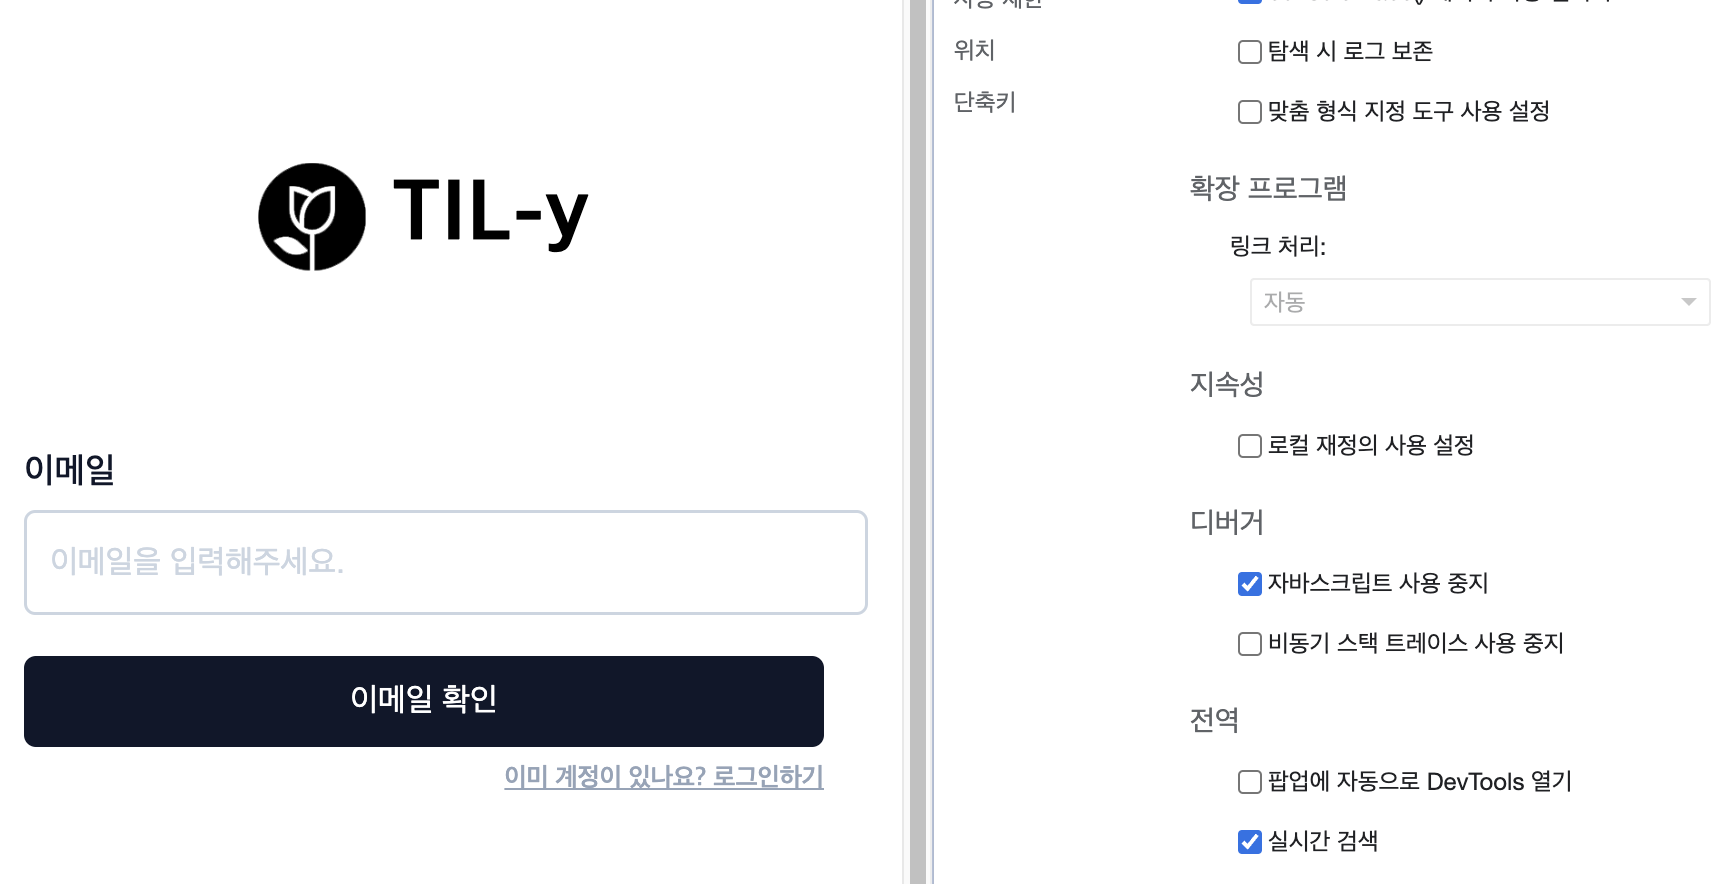 TIL-y
이메일
이메일을 입력해주세요.
이메일 확인
이미 계정이 있나요? 로그인하기
위치
단축키
탐색 시 로그 보존
맞춤 형식 지정 도구 사용 설정
확장 프로그램
링크 처리:
자동
지속성
로컬 재정의 사용 설정
디버거
자바스크립트 사용 중지
비동기 스택 트레이스 사용 중지
전역
팝업에 자동으로 DevTools 열기
실시간 검색